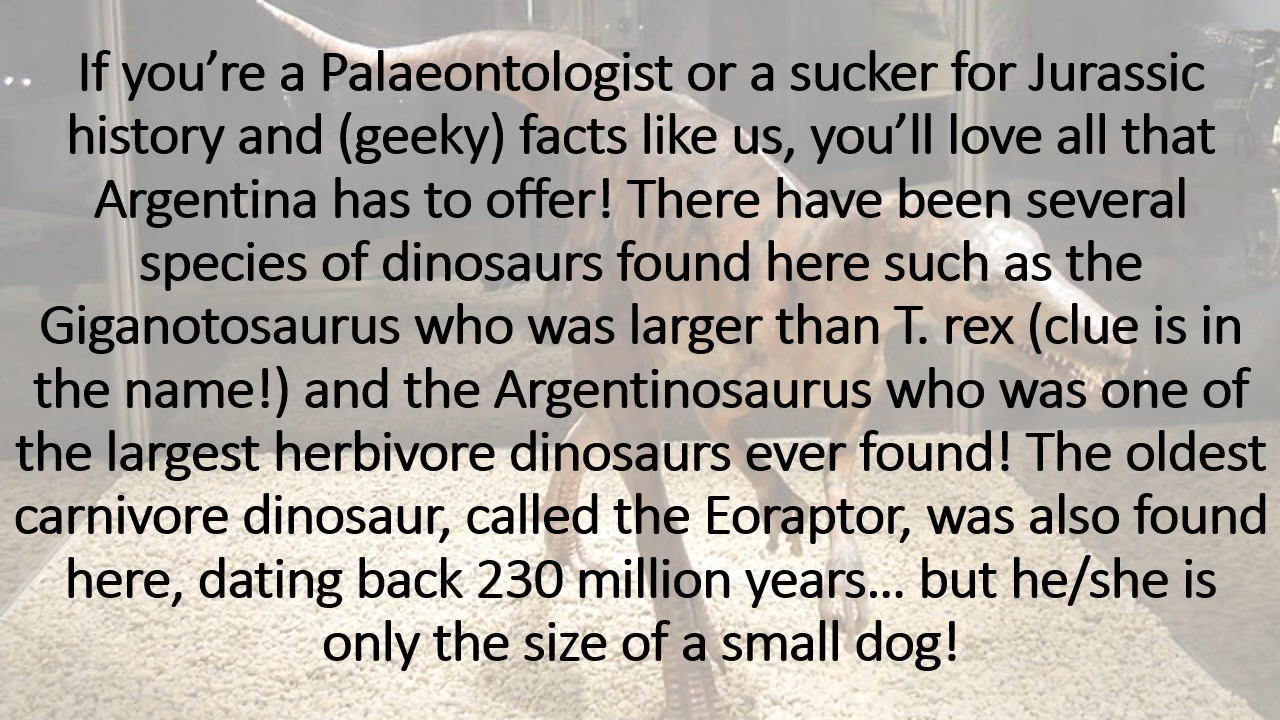 If you’re a Palaeontologist or a sucker for Jurassic
history and (geeky) facts like us, you’ll love all that
Argentina has to offer! There have been several
species of dinosaurs found here such as the
Giganotosaurus who was larger than T. rex (clue is in
the name!) and the Argentinosaurus who was one of
the largest herbivore dinosaurs ever found! The oldest
carnivore dinosaur, called the Eoraptor, was also found
here, dating back 230 million years… but he/she is
only the size of a small dog!